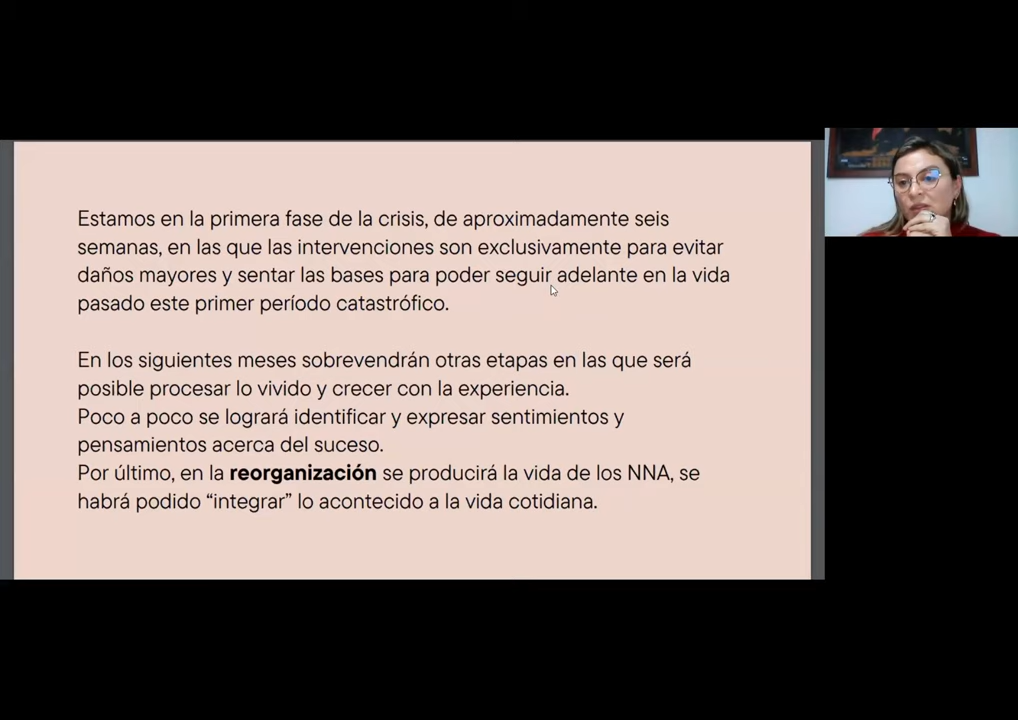 Estamos en la primera fase de la crisis, de aproximadamente seis
semanas, en las que las intervenciones son exclusivamente para evitar
daños mayores y sentar las bases para poder seguir adelante en la vida
pasado este primer período catastrófico.
En los siguientes meses sobrevendrán otras etapas en las que será
posible procesar lo vivido y crecer con la experiencia.
Poco a poco se logrará identificar y expresar sentimientos y
pensamientos acerca del suceso.
Por último, en la reorganización se producirá la vida de los NNA, se
habrá podido “integrar” lo acontecido a la vida cotidiana.